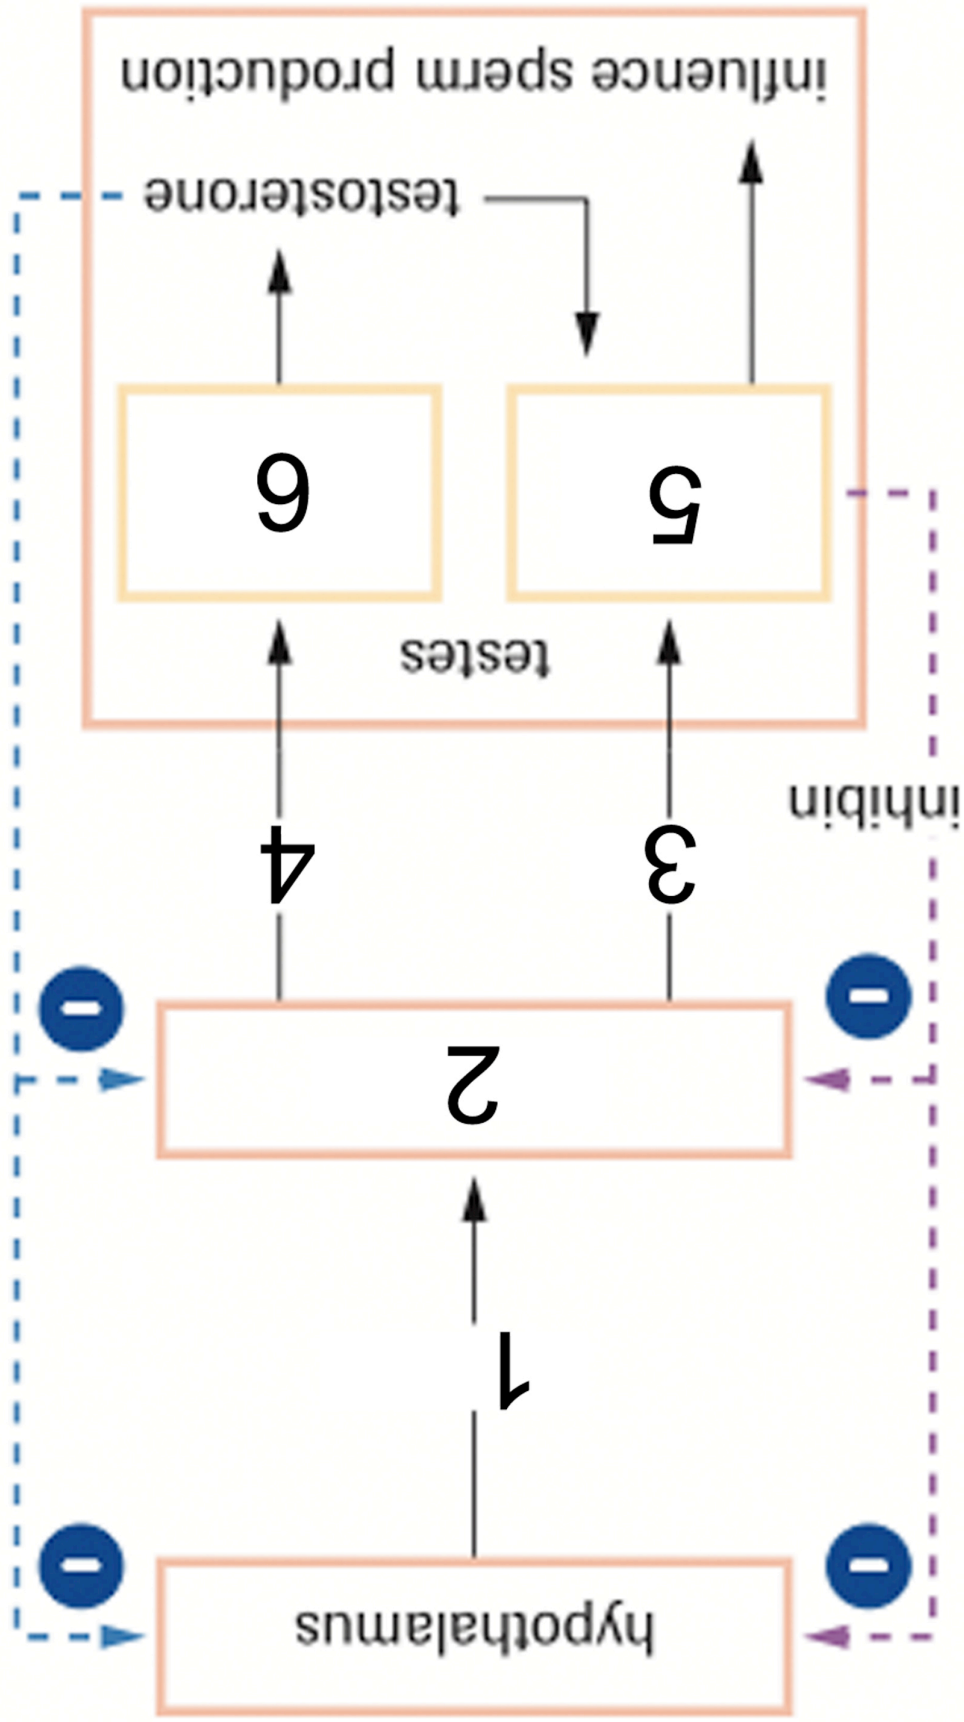 hypothalamus
1
2
3 4
inhibin
testes
5 6
testosterone
influence sperm production